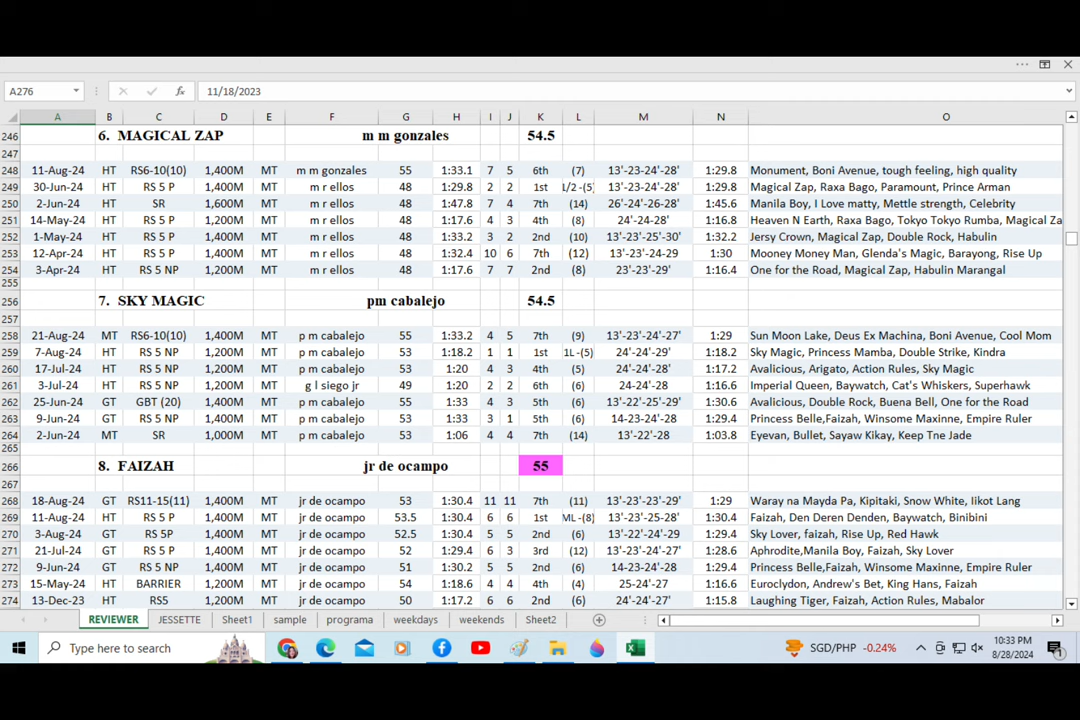 A276 fx 11/18/2023
A B C D E F G H I J K L M N O
246 6. MAGICAL ZAP m m gonzales 54.5
247
248 11-Aug-24 HT RS6-10(10) 1,400M MT m m gonzales 55 1:33.1 7 5 6th (7) 13'-23-24'-28' 1:29.8 Monument, Boni Avenue, tough feeling, high quality
249 30-Jun-24 HT RS 5 P 1,400M MT m r ellos 48 1:29.8 2 2 1st 1/2 -(5) 13'-23-24'-28' 1:29.8 Magical Zap, Raxa Bago, Paramount, Prince Arman
250 2-Jun-24 HT SR 1,600M MT m r ellos 48 1:47.8 7 4 7th (14) 26'-24'-26'-28' 1:45.6 Manila Boy, I Love matty, Mettle strength, Celebrity
251 14-May-24 HT RS 5 P 1,200M MT m r ellos 48 1:17.6 4 3 4th (8) 24'-24-28' 1:16.8 Heaven N Earth, Raxa Bago, Tokyo Tokyo Rumba, Magical Za
252 1-May-24 HT RS 5 P 1,400M MT m r ellos 48 1:33.2 3 2 2nd (10) 13'-23'-25'-30' 1:32.2 Jersy Crown, Magical Zap, Double Rock, Habulin
253 12-Apr-24 HT RS 5 P 1,400M MT m r ellos 48 1:32.4 10 6 7th (12) 13'-23'-24-29 1:30 Mooney Money Man, Glenda's Magic, Barayong, Rise Up
254 3-Apr-24 HT RS 5 NP 1,200M MT m r ellos 48 1:17.6 7 7 2nd (8) 23'-23'-29' 1:16.4 One for the Road, Magical Zap, Habulin Marangal
255
256 7. SKY MAGIC pm cabalejo 54.5
257
258 21-Aug-24 MT RS6-10(10) 1,400M MT p m cabalejo 55 1:33.2 4 5 7th (9) 13'-23'-24-27' 1:29 Sun Moon Lake, Deus Ex Machina, Boni Avenue, Cool Mom
259 7-Aug-24 HT RS 5 NP 1,200M MT p m cabalejo 53 1:18.2 1 1 1st 1L -(5) 24'-24'-29' 1:18.2 Sky Magic, Princess Mamba, Double Strike, Kindra
260 17-Jul-24 HT RS 5 NP 1,200M MT p m cabalejo 53 1:20 4 3 4th (5) 24'-24'-28' 1:17.2 Avalicious, Arigato, Action Rules, Sky Magic
261 3-Jul-24 HT RS 5 NP 1,200M MT g l siego jr 49 1:20 2 2 6th (6) 24-24'-28' 1:16.6 Imperial Queen, Baywatch, Cat's Whiskers, Superhawk
262 25-Jun-24 GT GBT (20) 1,400M MT p m cabalejo 55 1:33 4 3 5th (6) 13'-22'-25'-29' 1:30.6 Avalicious, Double Rock, Buena Bell, One for the Road
263 9-Jun-24 GT RS 5 NP 1,400M MT p m cabalejo 53 1:33 3 1 5th (6) 14-23-24'-28 1:29.4 Princess Belle,Faizah, Winsome Maxinne, Empire Ruler
264 2-Jun-24 MT SR 1,000M MT p m cabalejo 53 1:06 4 4 7th (14) 13'-22'-28 1:03.8 Eyevan, Bullet, Sayaw Kikay, Keep Tne Jade
265
266 8. FAIZAH jr de ocampo 55
267
268 18-Aug-24 GT RS11-15(11) 1,400M MT jr de ocampo 53 1:30.4 11 11 7th (11) 13'-23'-23'-29' 1:29 Waray na Mayda Pa, Kipitaki, Snow White, Iikot Lang
269 11-Aug-24 HT RS 5 P 1,400M MT jr de ocampo 53.5 1:30.4 6 6 1st ML -(8) 13'-23'-25'-28' 1:30.4 Faizah, Den Deren Denden, Baywatch, Binibini
270 3-Aug-24 GT RS 5P 1,400M MT jr de ocampo 52.5 1:30.4 5 5 2nd (6) 13'-23'-24'-29 1:29.4 Sky Lover, faizah, Rise Up, Red Hawk
271 21-Jul-24 GT RS 5 P 1,400M MT jr de ocampo 52 1:29.4 6 3 3rd (12) 13'-23'-24-27' 1:28.6 Aphrodite,Manila Boy, Faizah, Sky Lover
272 9-Jun-24 GT RS 5 P 1,400M MT jr de ocampo 51 1:30.2 5 5 2nd (6) 14-23-24'-28 1:29.4 Princess Belle,Faizah, Winsome Maxinne, Empire Ruler
273 15-May-24 HT BARRIER 1,200M MT jr de ocampo 54 1:18.6 4 4 4th (4) 25-24'-27 1:16.6 Euroclydon, Andrew's Bet, King Hans, Faizah
274 13-Dec-23 HT RS5 1,200M MT jr de ocampo 50 1:17.2 6 6 2nd (6) 24'-24'-27 1:15.8 Laughing Tiger, Faizah, Action Rules, Mabalor
REVIEWER JESSETTE Sheet1 sample programa weekdays weekends Sheet2
Type here to search SGD/PHP -0.24% 10:33 PM
8/28/2024
1